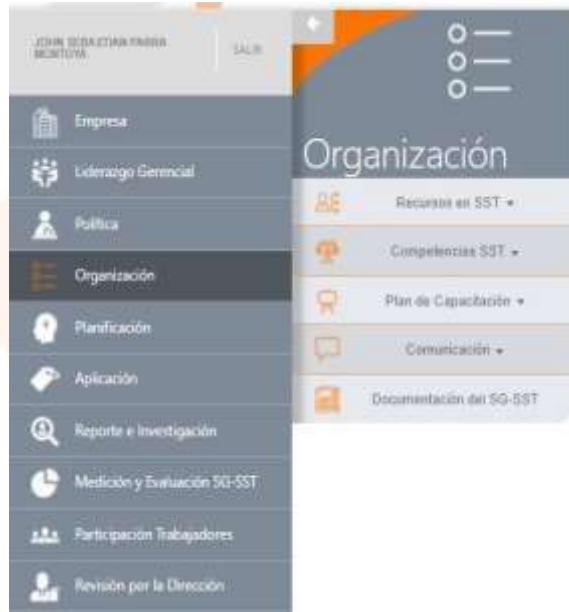 JOHN SEBASTIAN PARRA
MONTOYA
SALIR
Empresa
Liderazgo Gerencial
Política
Organización
Planificación
Aplicación
Reporte e Investigación
Medición y Evaluación SG-SST
Participación Trabajadores
Revisión por la Dirección
Organización
Recursos en SST
Competencias SST
Plan de Capacitación
Comunicación
Documentación del SG-SST